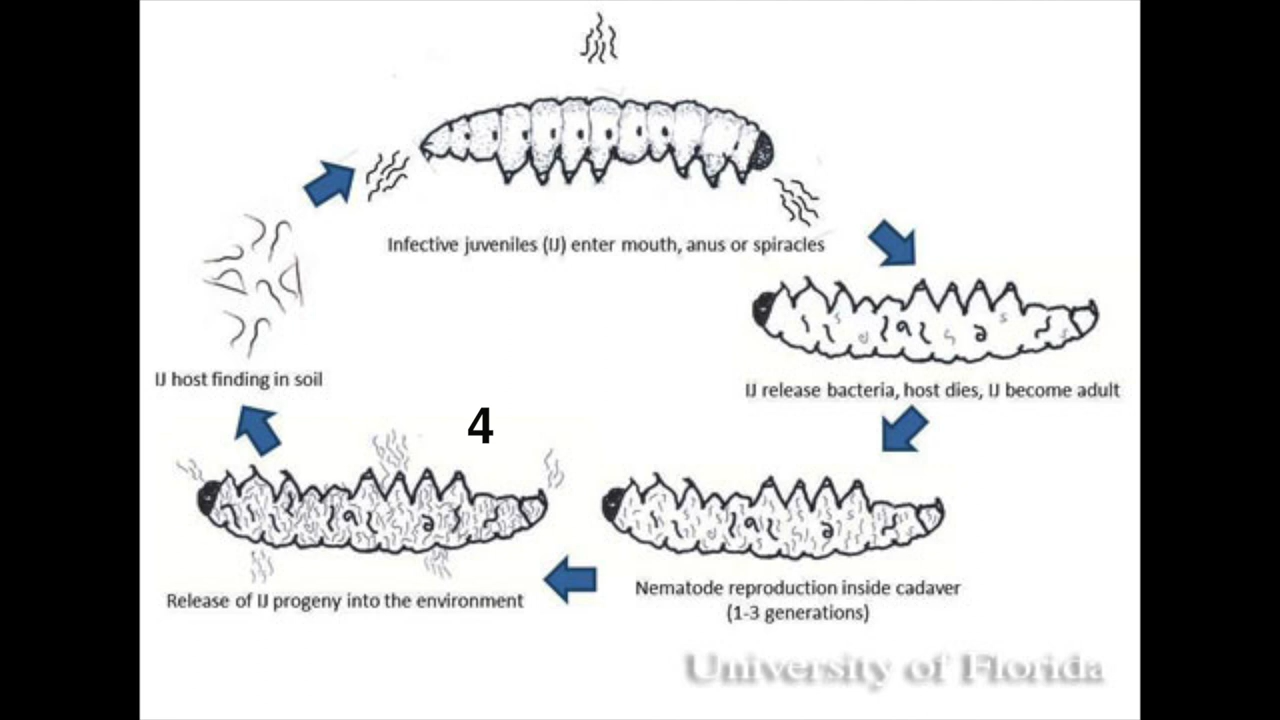 Infective juveniles (IJ) enter mouth, anus or spiracles
IJ host finding in soil
IJ release bacteria, host dies, IJ become adult
4
Release of IJ progeny into the environment
Nematode reproduction inside cadaver
(1-3 generations)
University of Florida